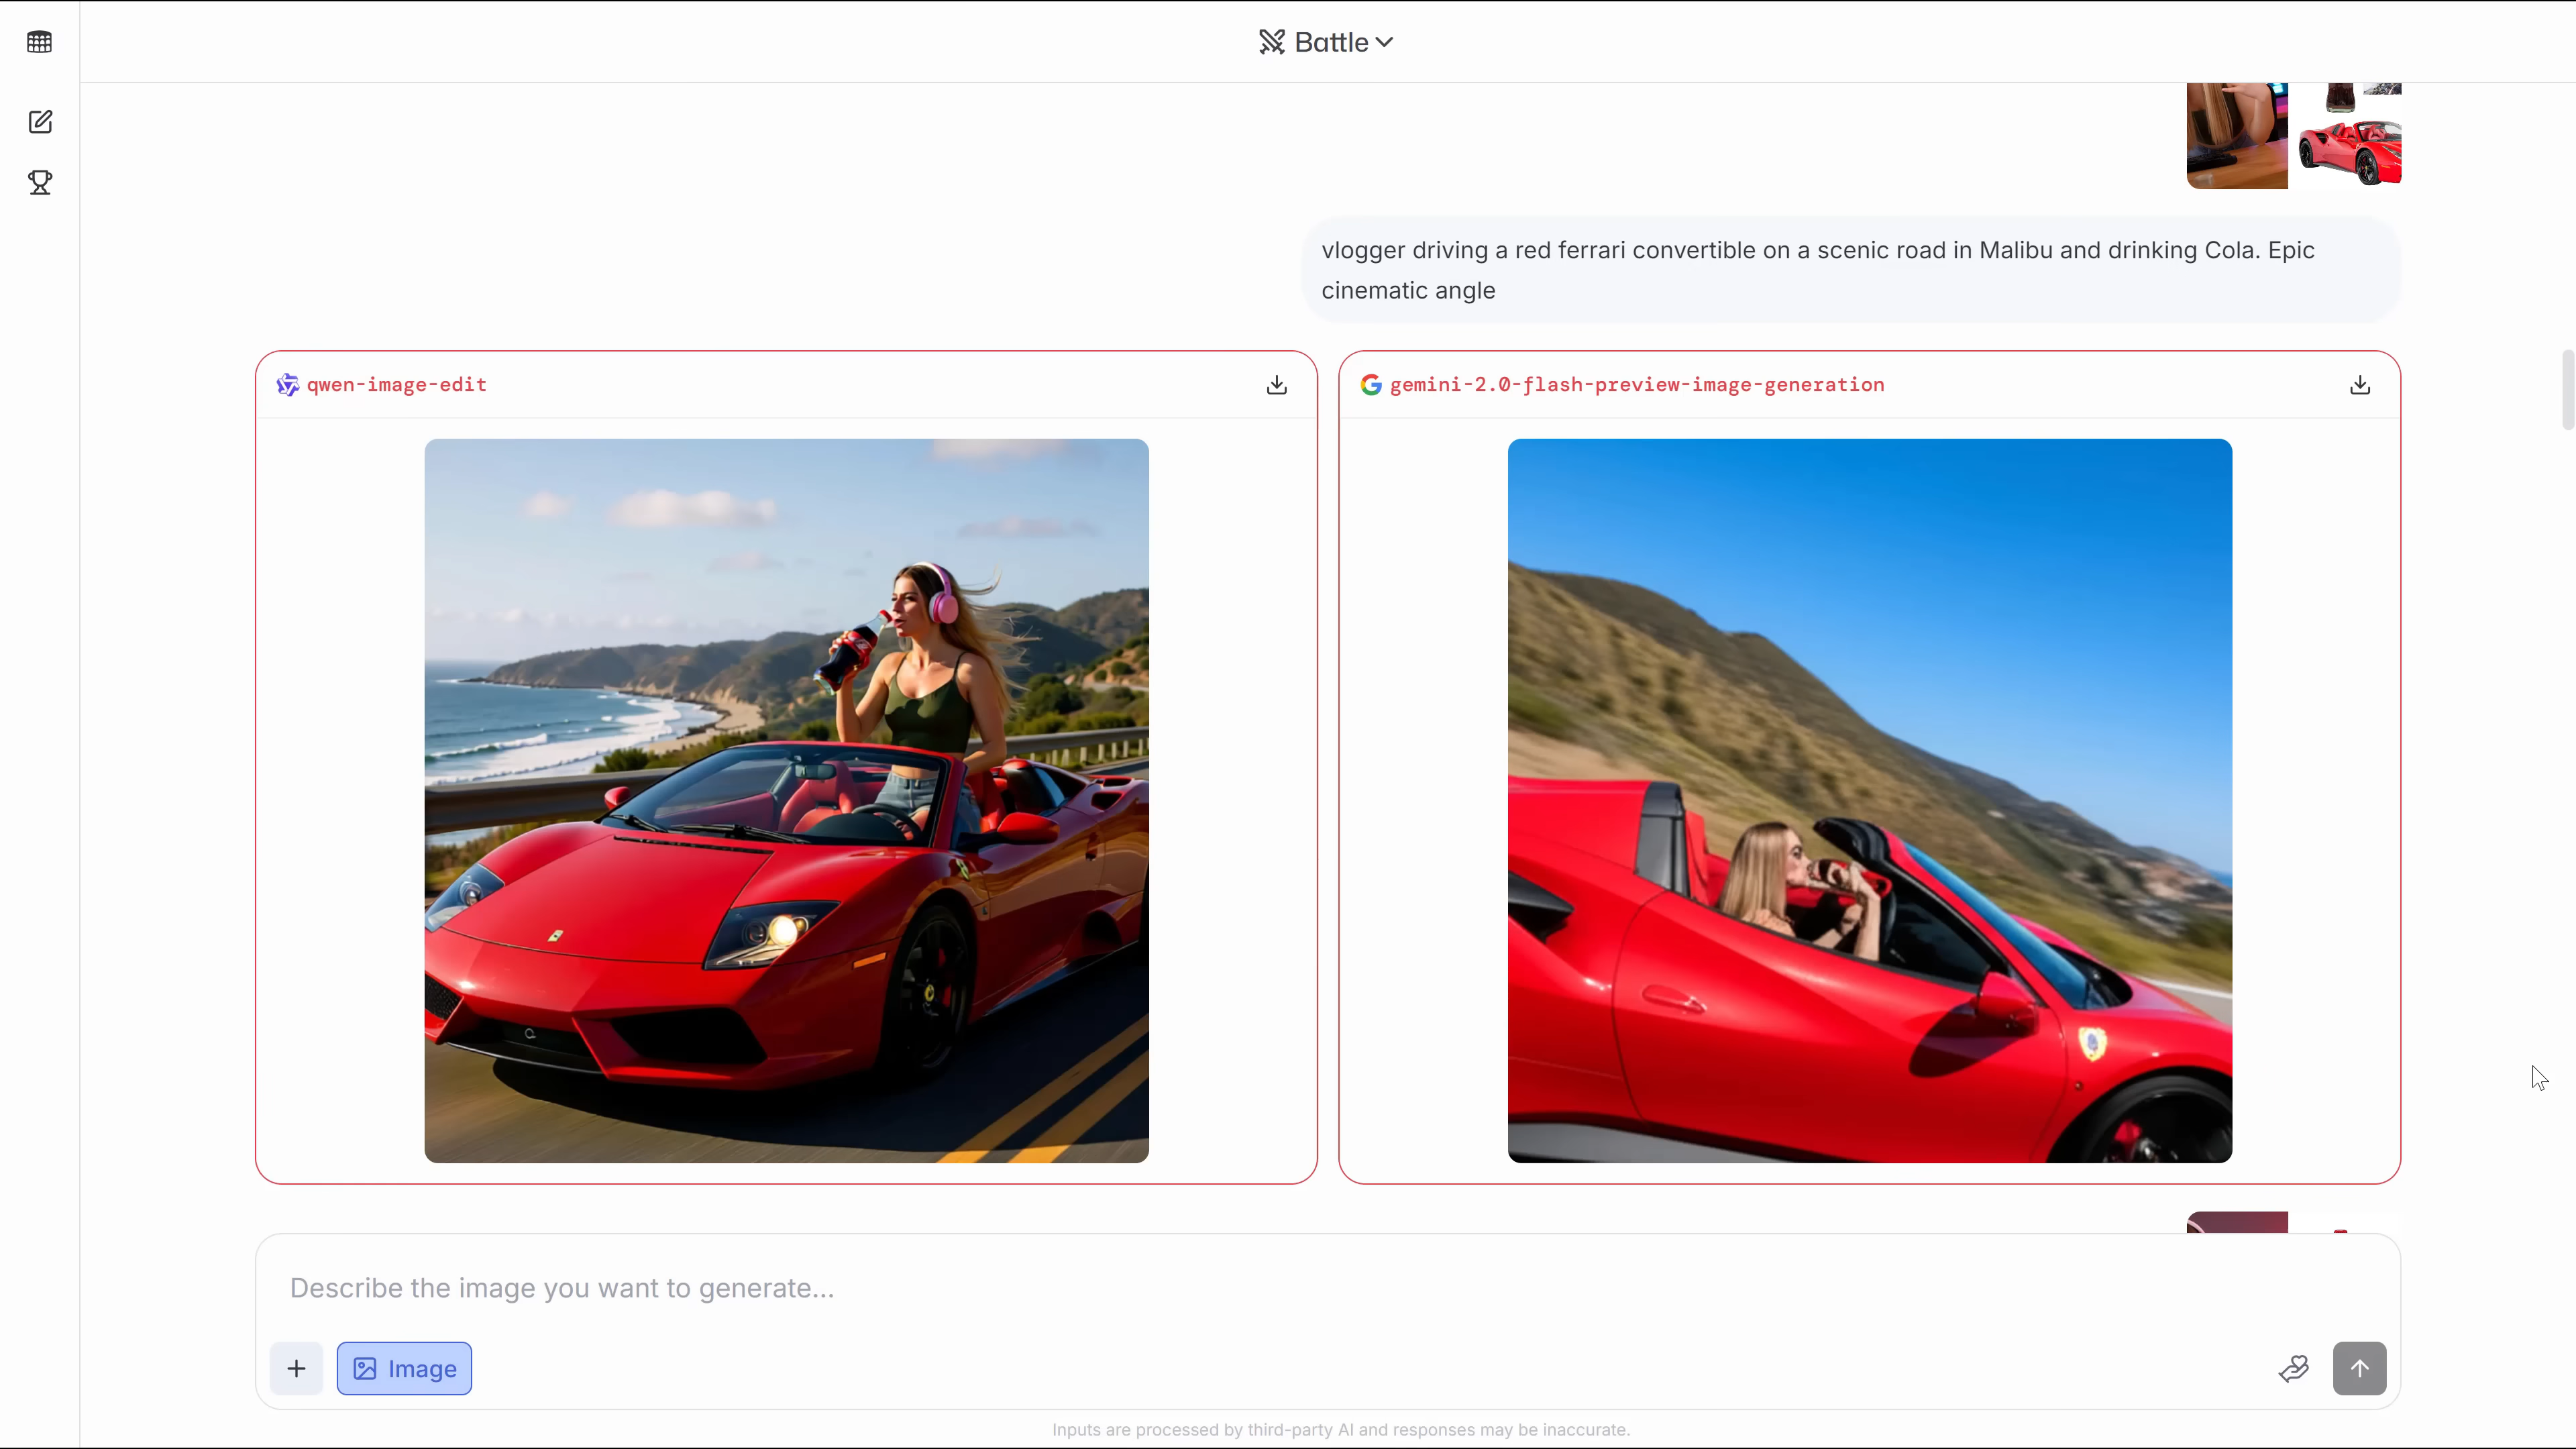 Battle
vlogger driving a red ferrari convertible on a scenic road in Malibu and drinking Cola. Epic
cinematic angle
qwen-image-edit
gemini-2.0-flash-preview-image-generation
Describe the image you want to generate...
Image
Inputs are processed by third-party AI and responses may be inaccurate.